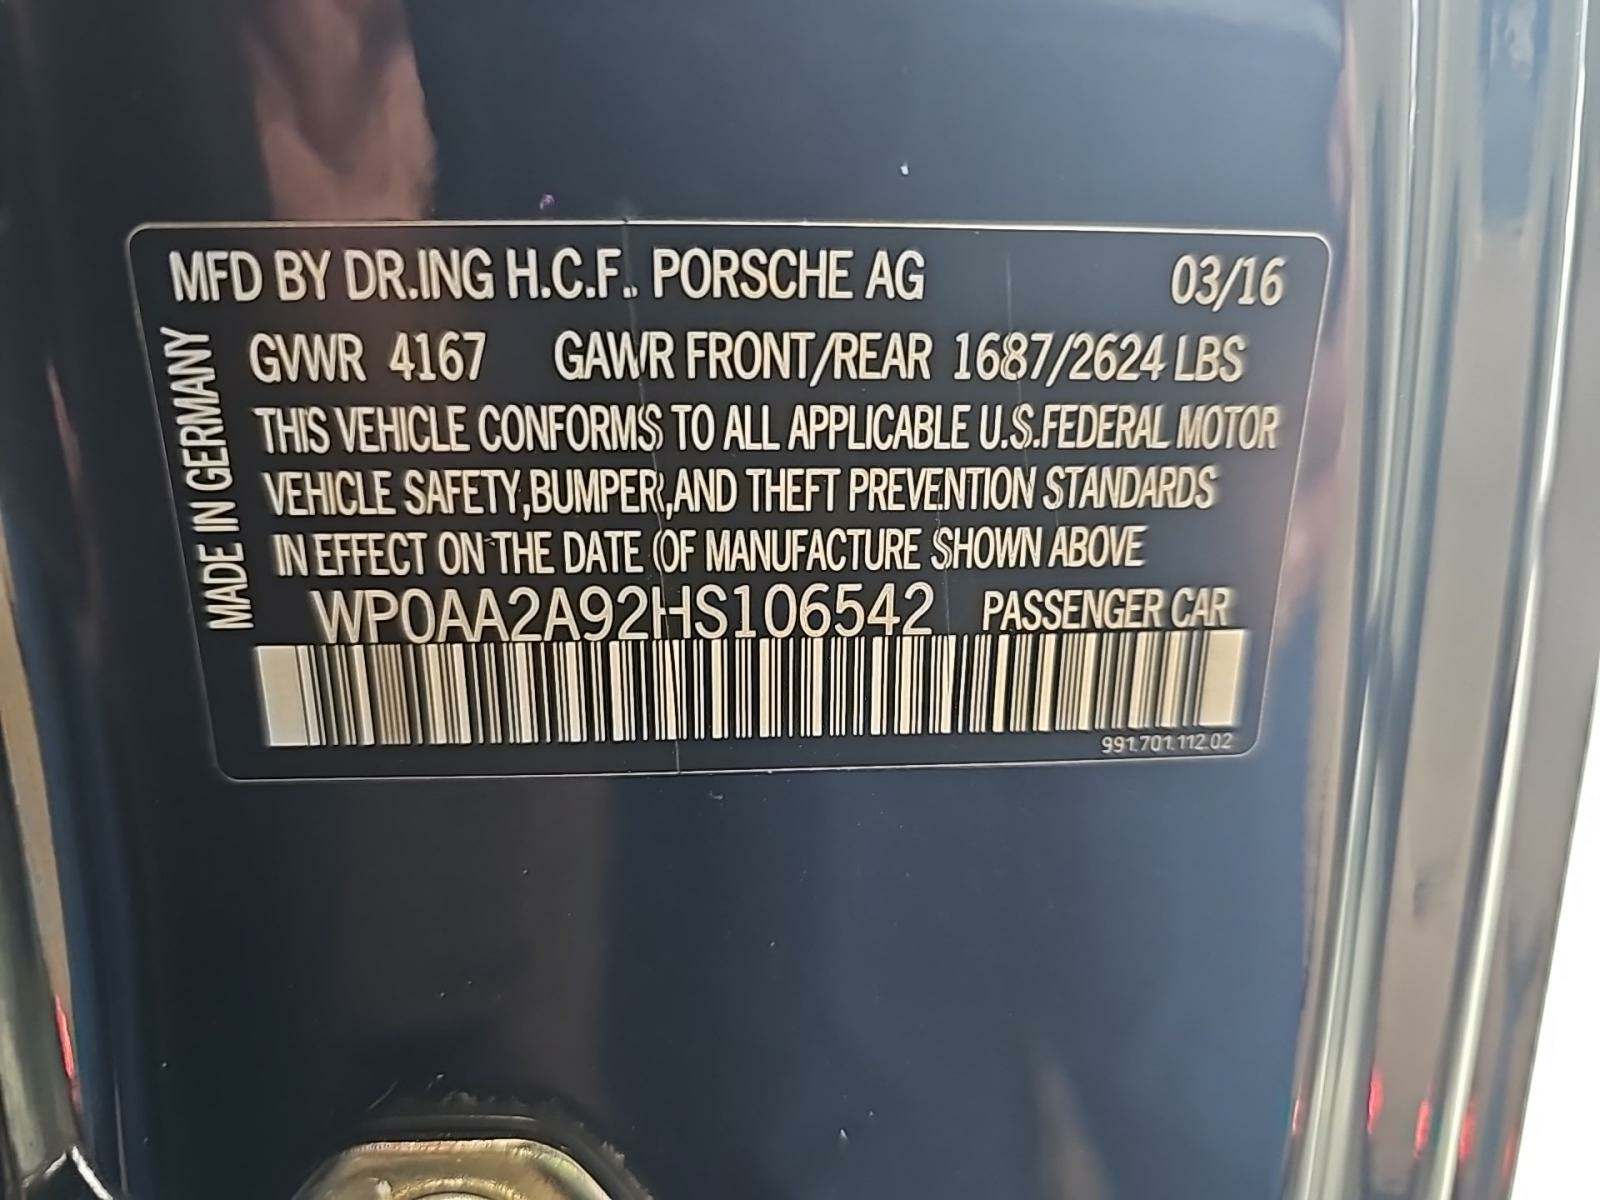 MFD BY DR.ING H.C.F. PORSCHE AG 03/16
GVWR 4167 GAWR FRONT/REAR 1687/2624 LBS
THIS VEHICLE CONFORMS TO ALL APPLICABLE U.S.FEDERAL MOTOR
VEHICLE SAFETY,BUMPER,AND THEFT PREVENTION STANDARDS
IN EFFECT ON THE DATE OF MANUFACTURE SHOWN ABOVE
WP0AA2A92HS106542 PASSENGER CAR
991.701.112.02
MADE IN GERMANY